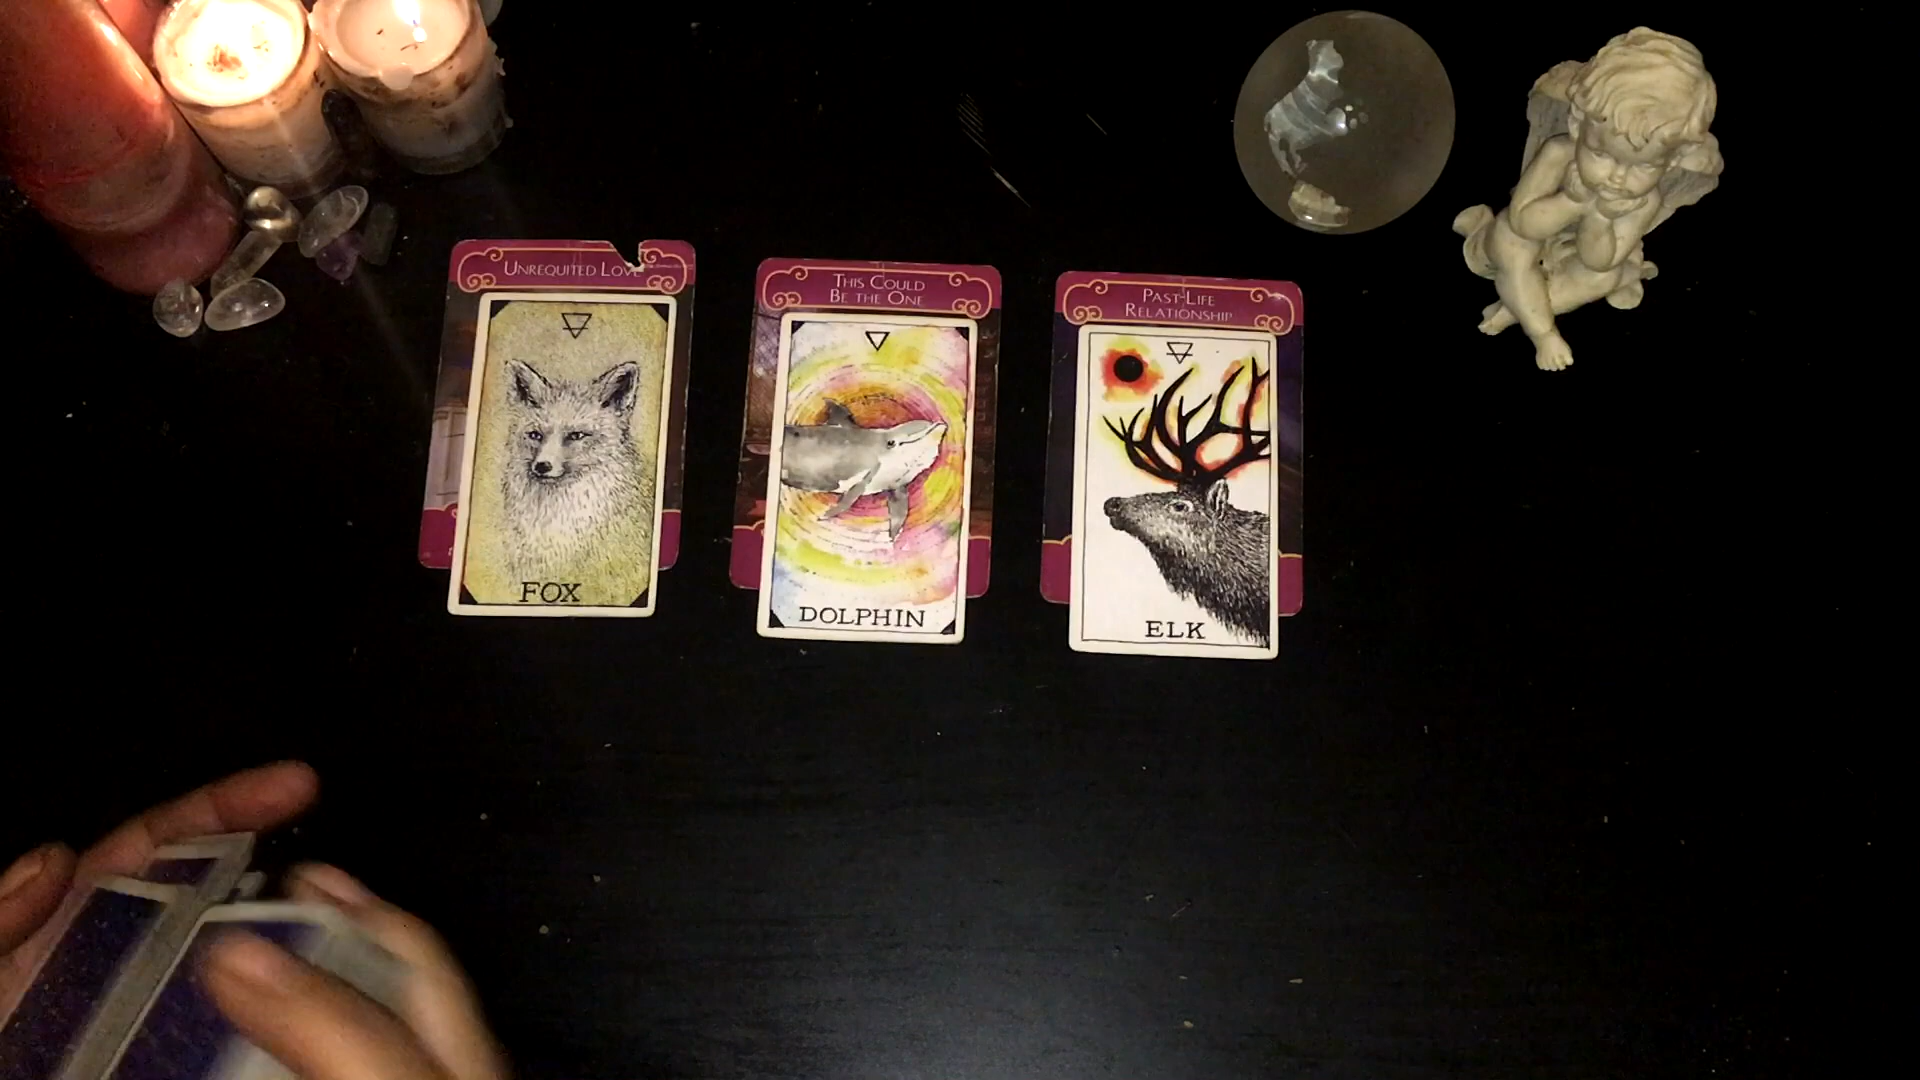 UNREQUITED LOVE
THIS COULD
BE THE ONE
PAST-LIFE
RELATIONSHIP
FOX
DOLPHIN
ELK